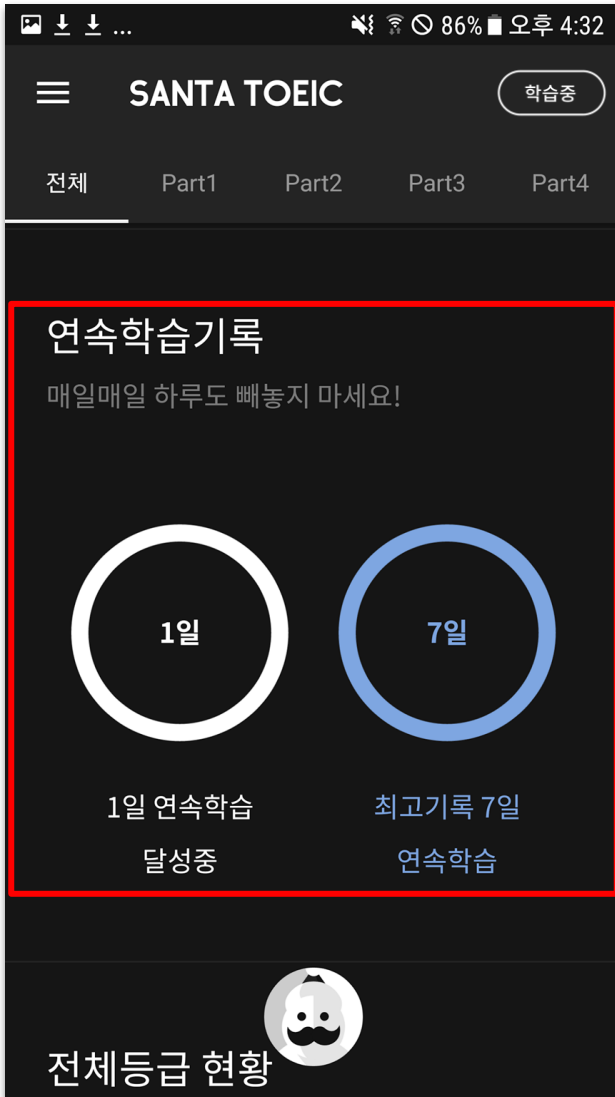 ... 86% 오후 4:32
SANTA TOEIC 학습중
전체 Part1 Part2 Part3 Part4
연속학습기록
매일매일 하루도 빼놓지 마세요!
1일 7일
1일 연속학습 최고기록 7일
달성중 연속학습
전체등급 현황